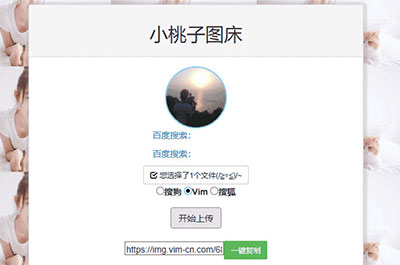 小桃子图床
百度搜索：
百度搜索：
您选择了1个文件(/≥▽≤)/~
搜狗 Vim 搜狐
开始上传
https://img.vim-cn.com/6 一键复制